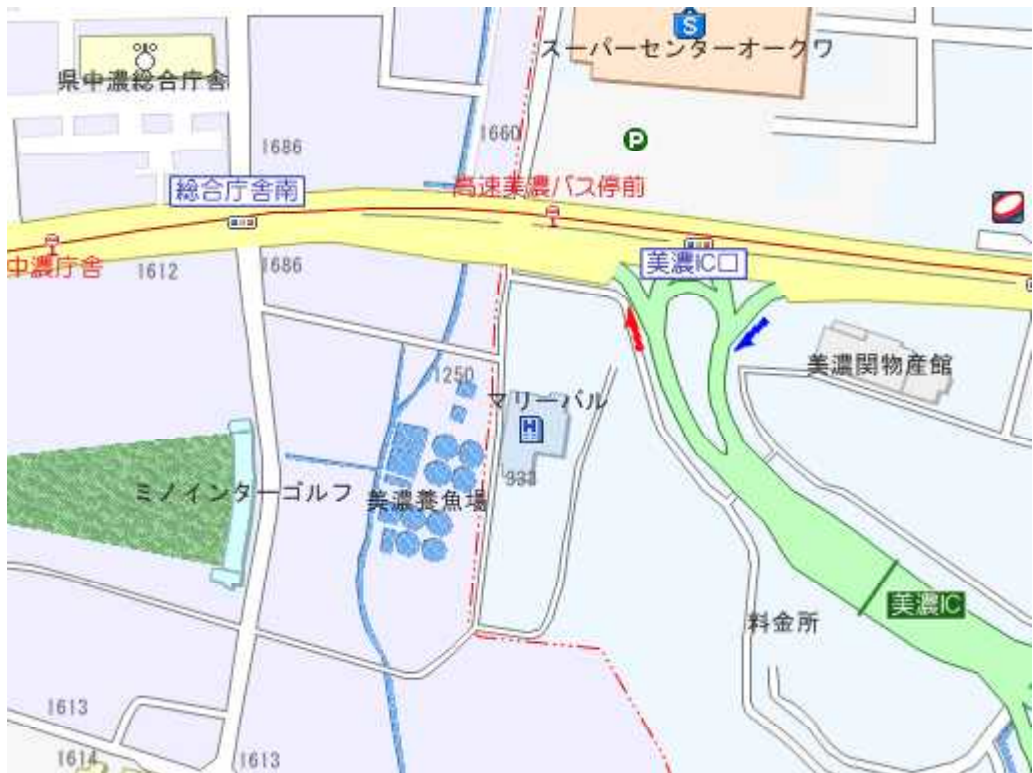 S
スーパーセンターオークワ
県中濃総合庁舎
1660
P
1686
総合庁舎南
高速美濃バス停前
中濃庁舎
1612
1686
美濃IC口
美濃関物産館
1250
マリーバル
H
933
ミノインターゴルフ
美濃養魚場
美濃IC
料金所
1613
1614
1613